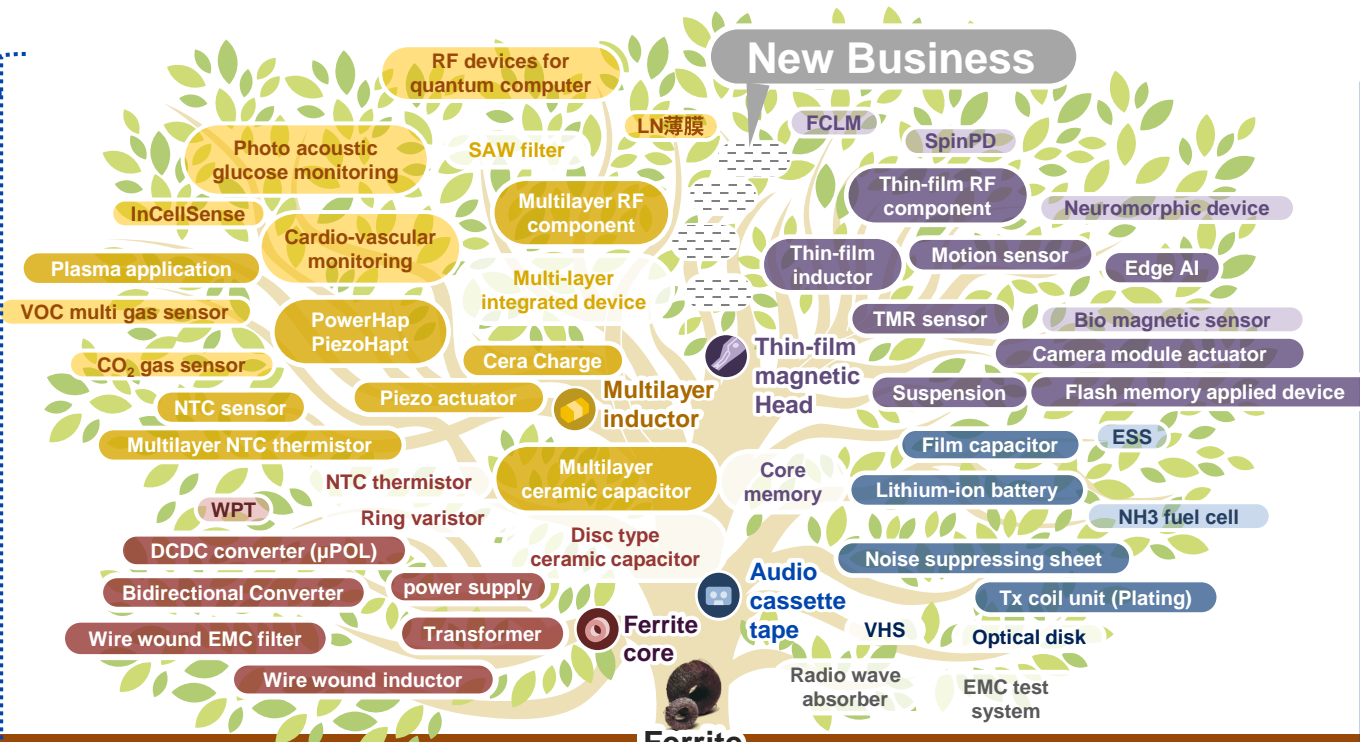 New Business
RF devices for
quantum computer
LN薄膜
FCLM
SpinPD
Photo acoustic
glucose monitoring
SAW filter
Thin-film RF
component
InCellSense
Multilayer RF
component
Neuromorphic device
Cardio-vascular
monitoring
Plasma application
Multi-layer
integrated device
Thin-film
inductor
Motion sensor
Edge AI
VOC multi gas sensor
PowerHap
PiezoHapt
TMR sensor
Bio magnetic sensor
CO2 gas sensor
Cera Charge
Thin-film
magnetic
Head
Camera module actuator
NTC sensor
Piezo actuator
Multilayer
inductor
Suspension
Flash memory applied device
Multilayer NTC thermistor
Film capacitor
ESS
NTC thermistor
Multilayer
ceramic capacitor
Core
memory
Lithium-ion battery
WPT
Ring varistor
NH3 fuel cell
DCDC converter (µPOL)
Disc type
ceramic capacitor
Noise suppressing sheet
Bidirectional Converter
power supply
Audio
cassette
tape
Tx coil unit (Plating)
Wire wound EMC filter
Transformer
Ferrite
core
VHS
Optical disk
Wire wound inductor
Radio wave
absorber
EMC test
system
Ferrite